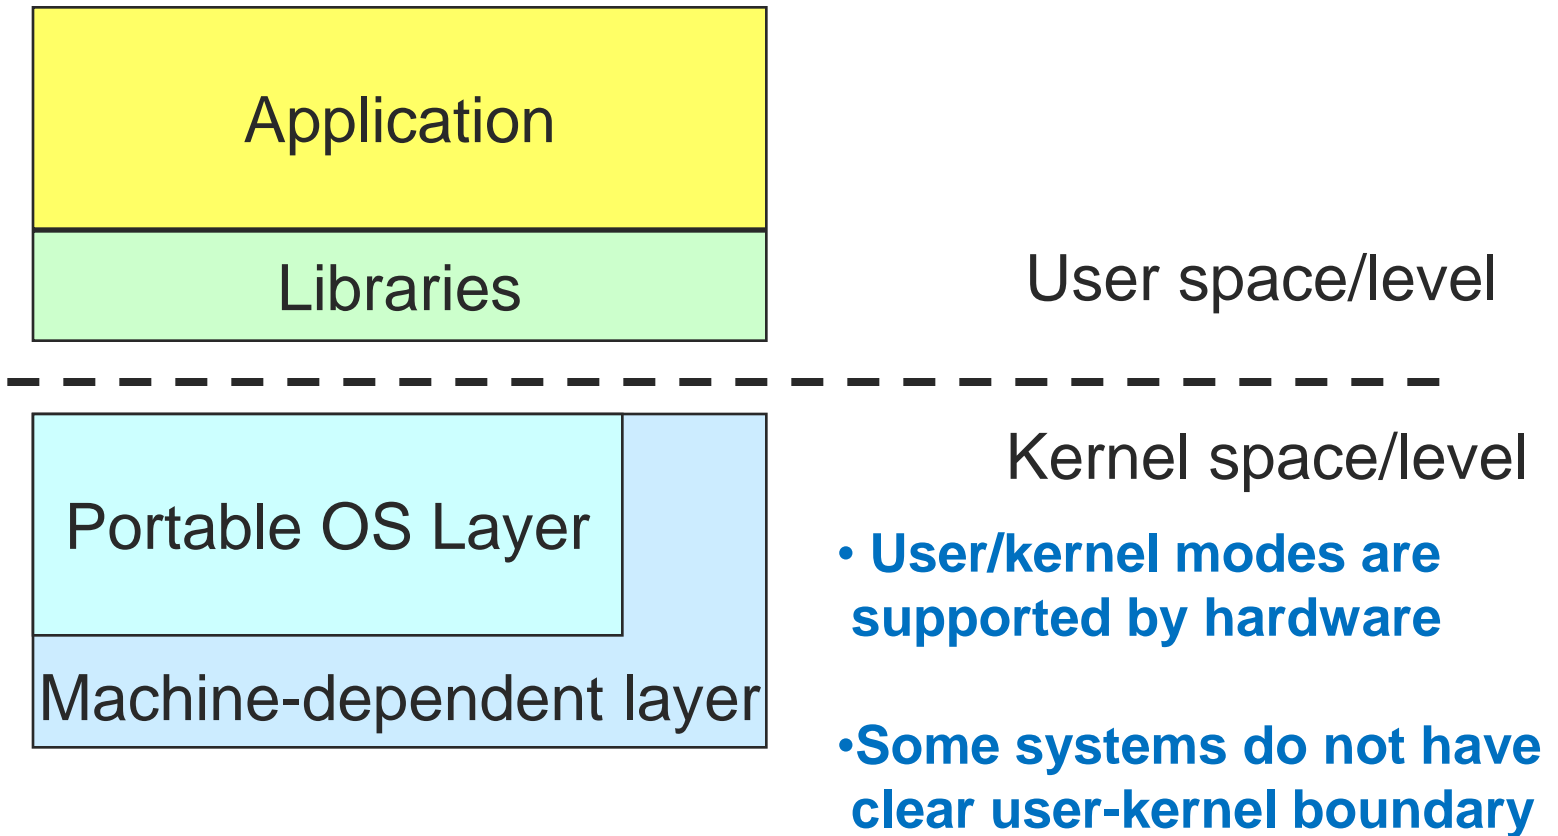 Application
Libraries
User space/level
Kernel space/level
Portable OS Layer
Machine-dependent layer
• User/kernel modes are
supported by hardware
•Some systems do not have
clear user-kernel boundary